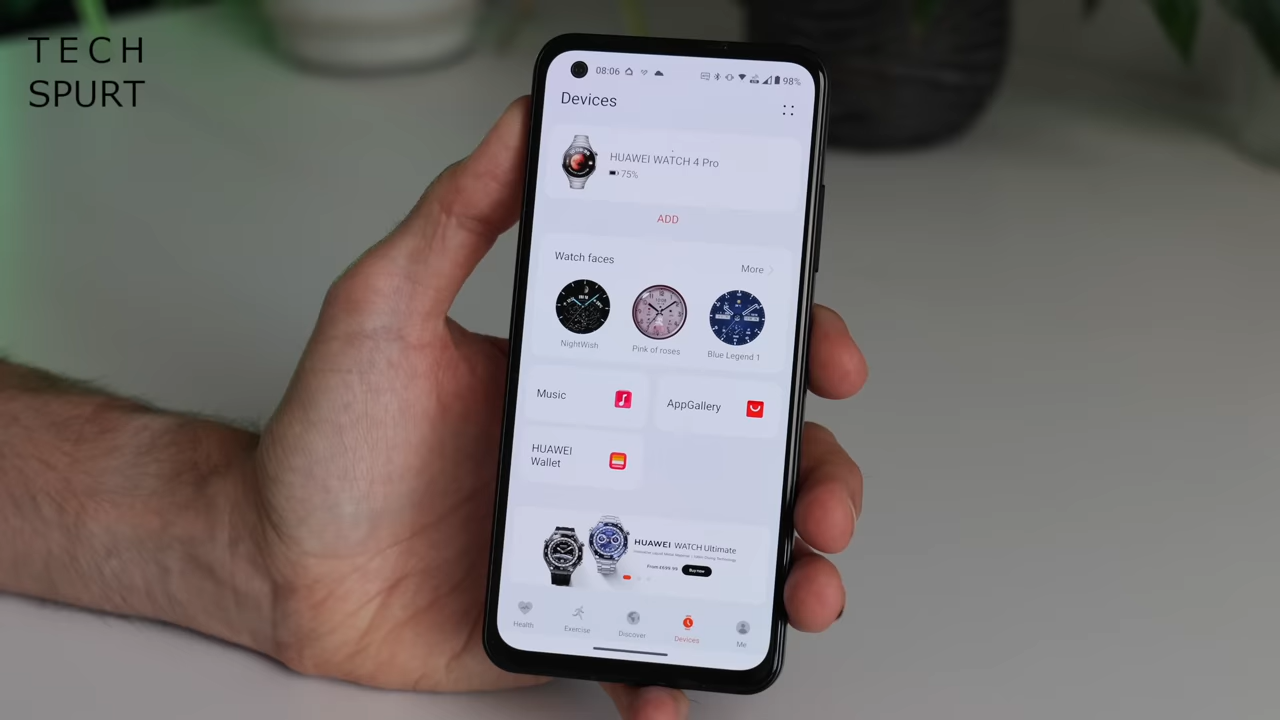 TECH
SPURT
08:06
98%
Devices
HUAWEI WATCH 4 Pro
75%
ADD
Watch faces
More
NightWish
Pink of roses
Blue Legend 1
Music
AppGallery
HUAWEI
Wallet
HUAWEI WATCH Ultimate
Buy now
Health
Exercise
Discover
Devices
Me